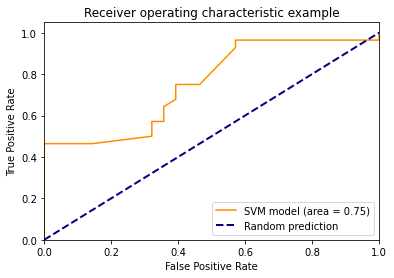 Receiver operating characteristic example
True Positive Rate
1.0
0.8
0.6
0.4
0.2
0.0
SVM model (area = 0.75)
Random prediction
0.0 0.2 0.4 0.6 0.8 1.0
False Positive Rate